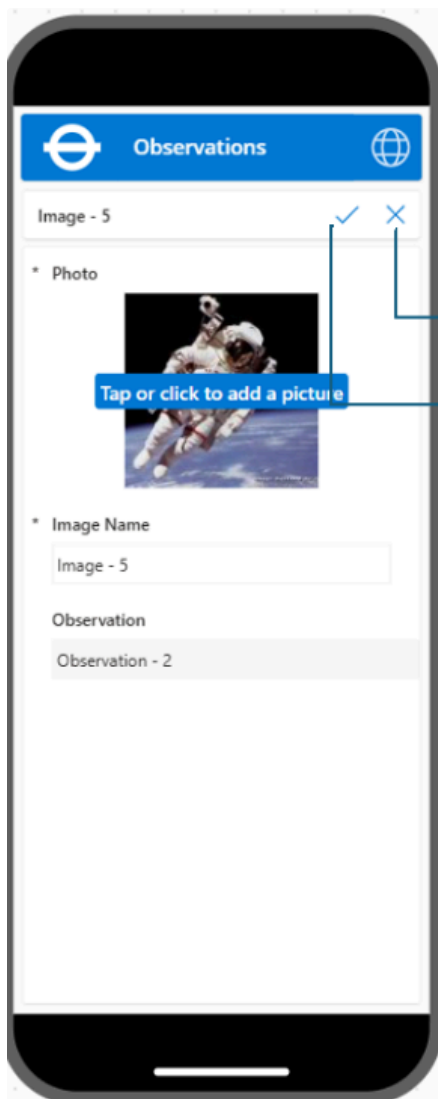 Observations
Image - 5
* Photo
Tap or click to add a picture
* Image Name
Image - 5
Observation
Observation - 2